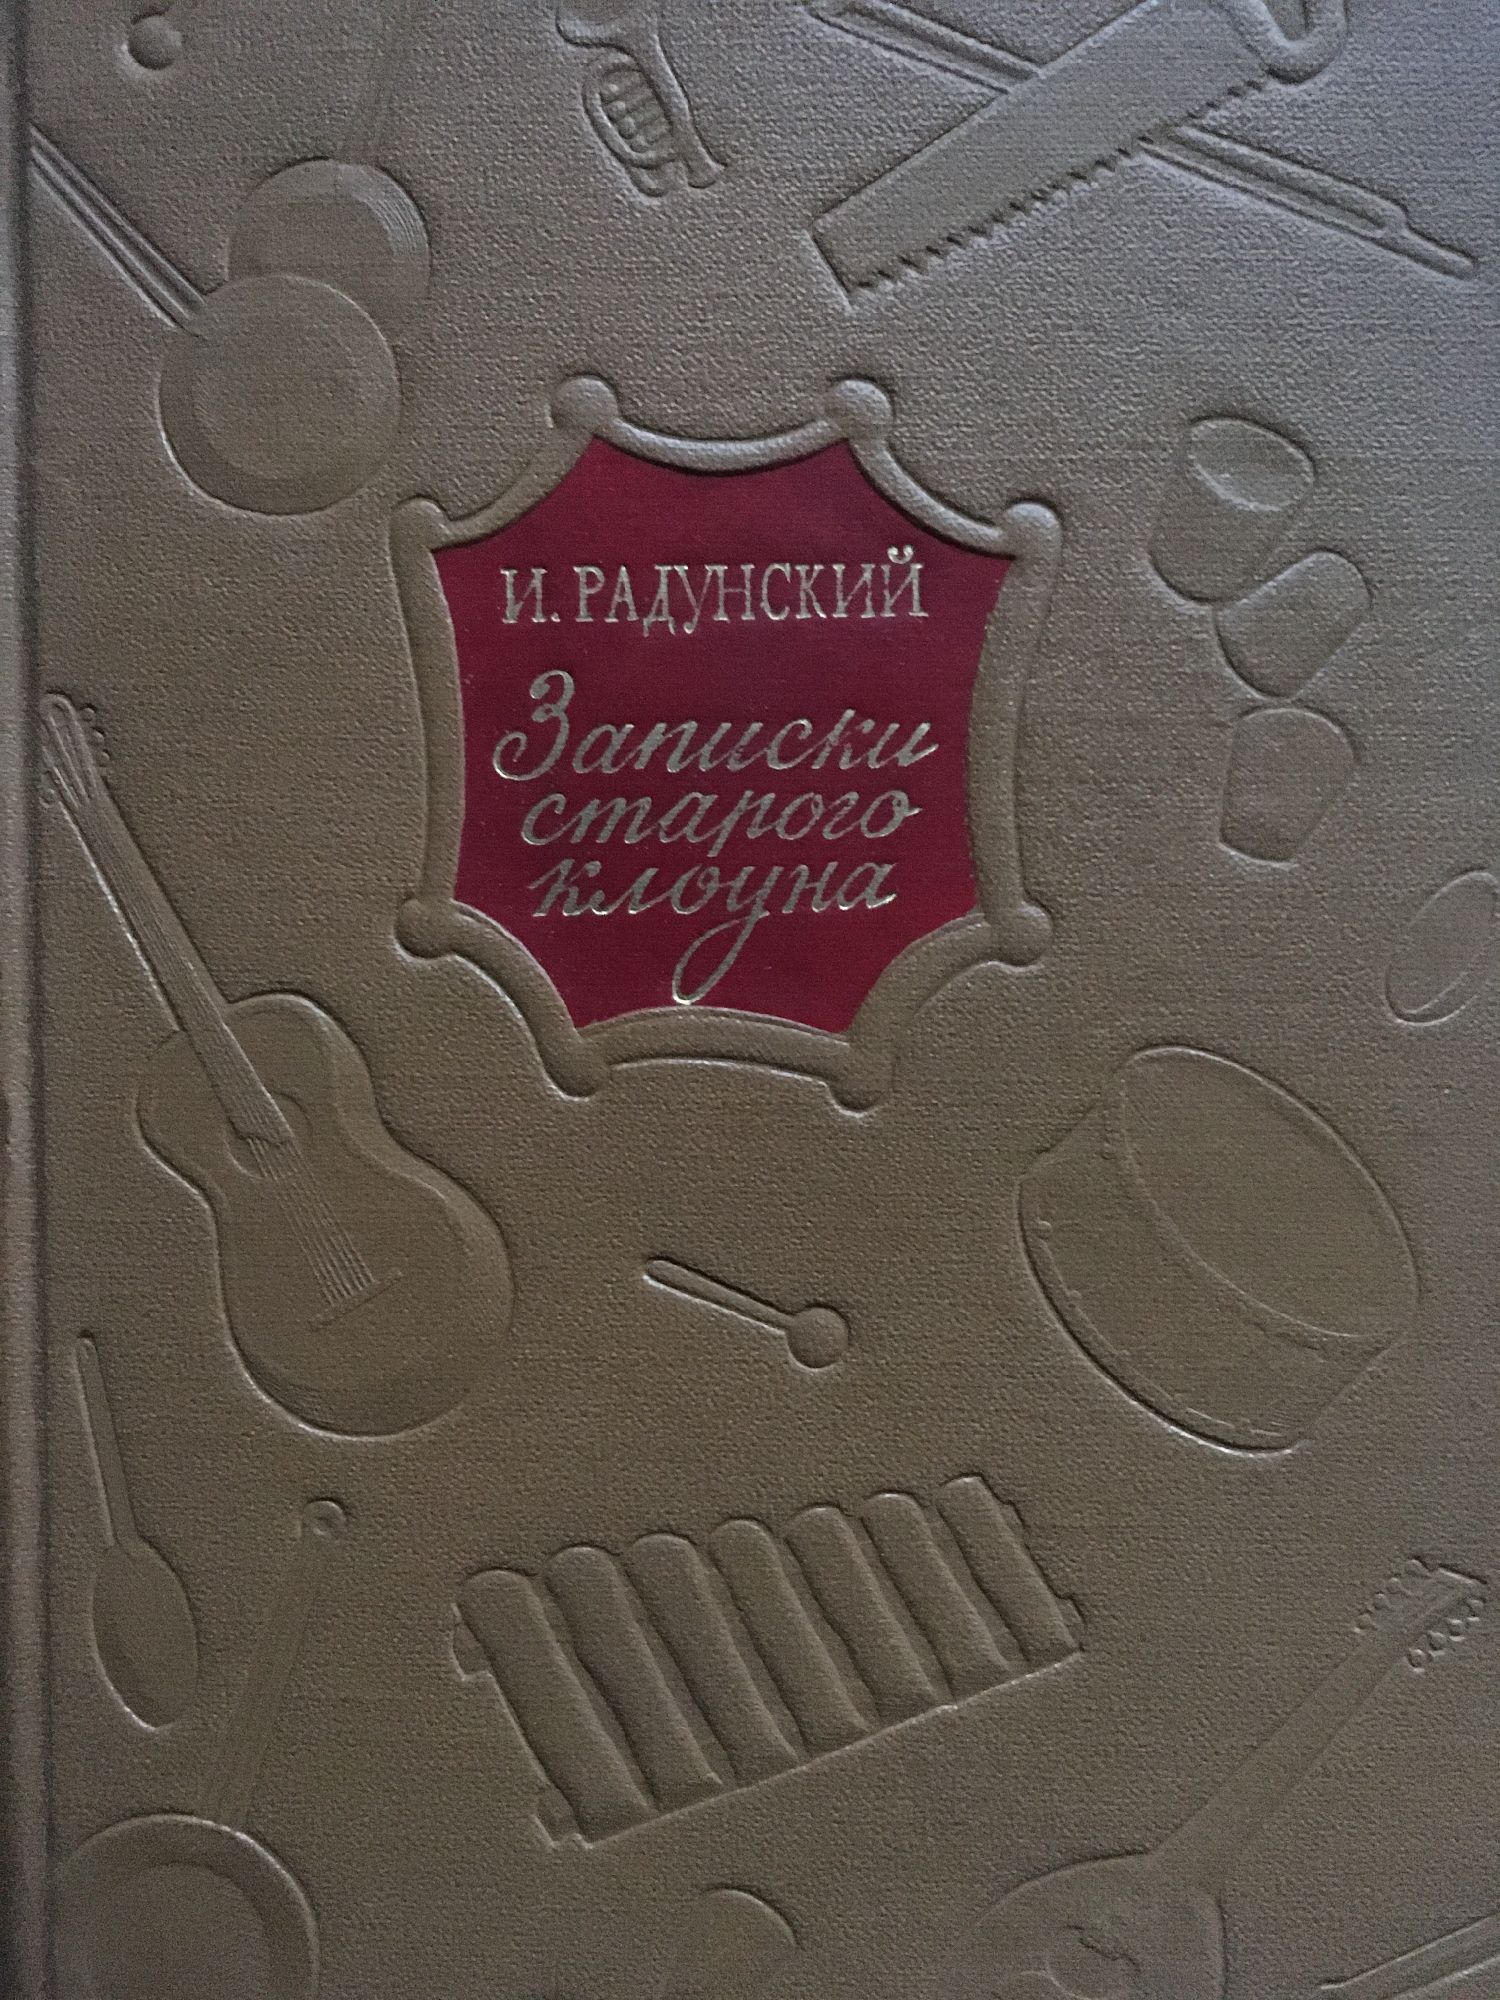 И. РАДУНСКИЙ
Записки
старого
клоуна